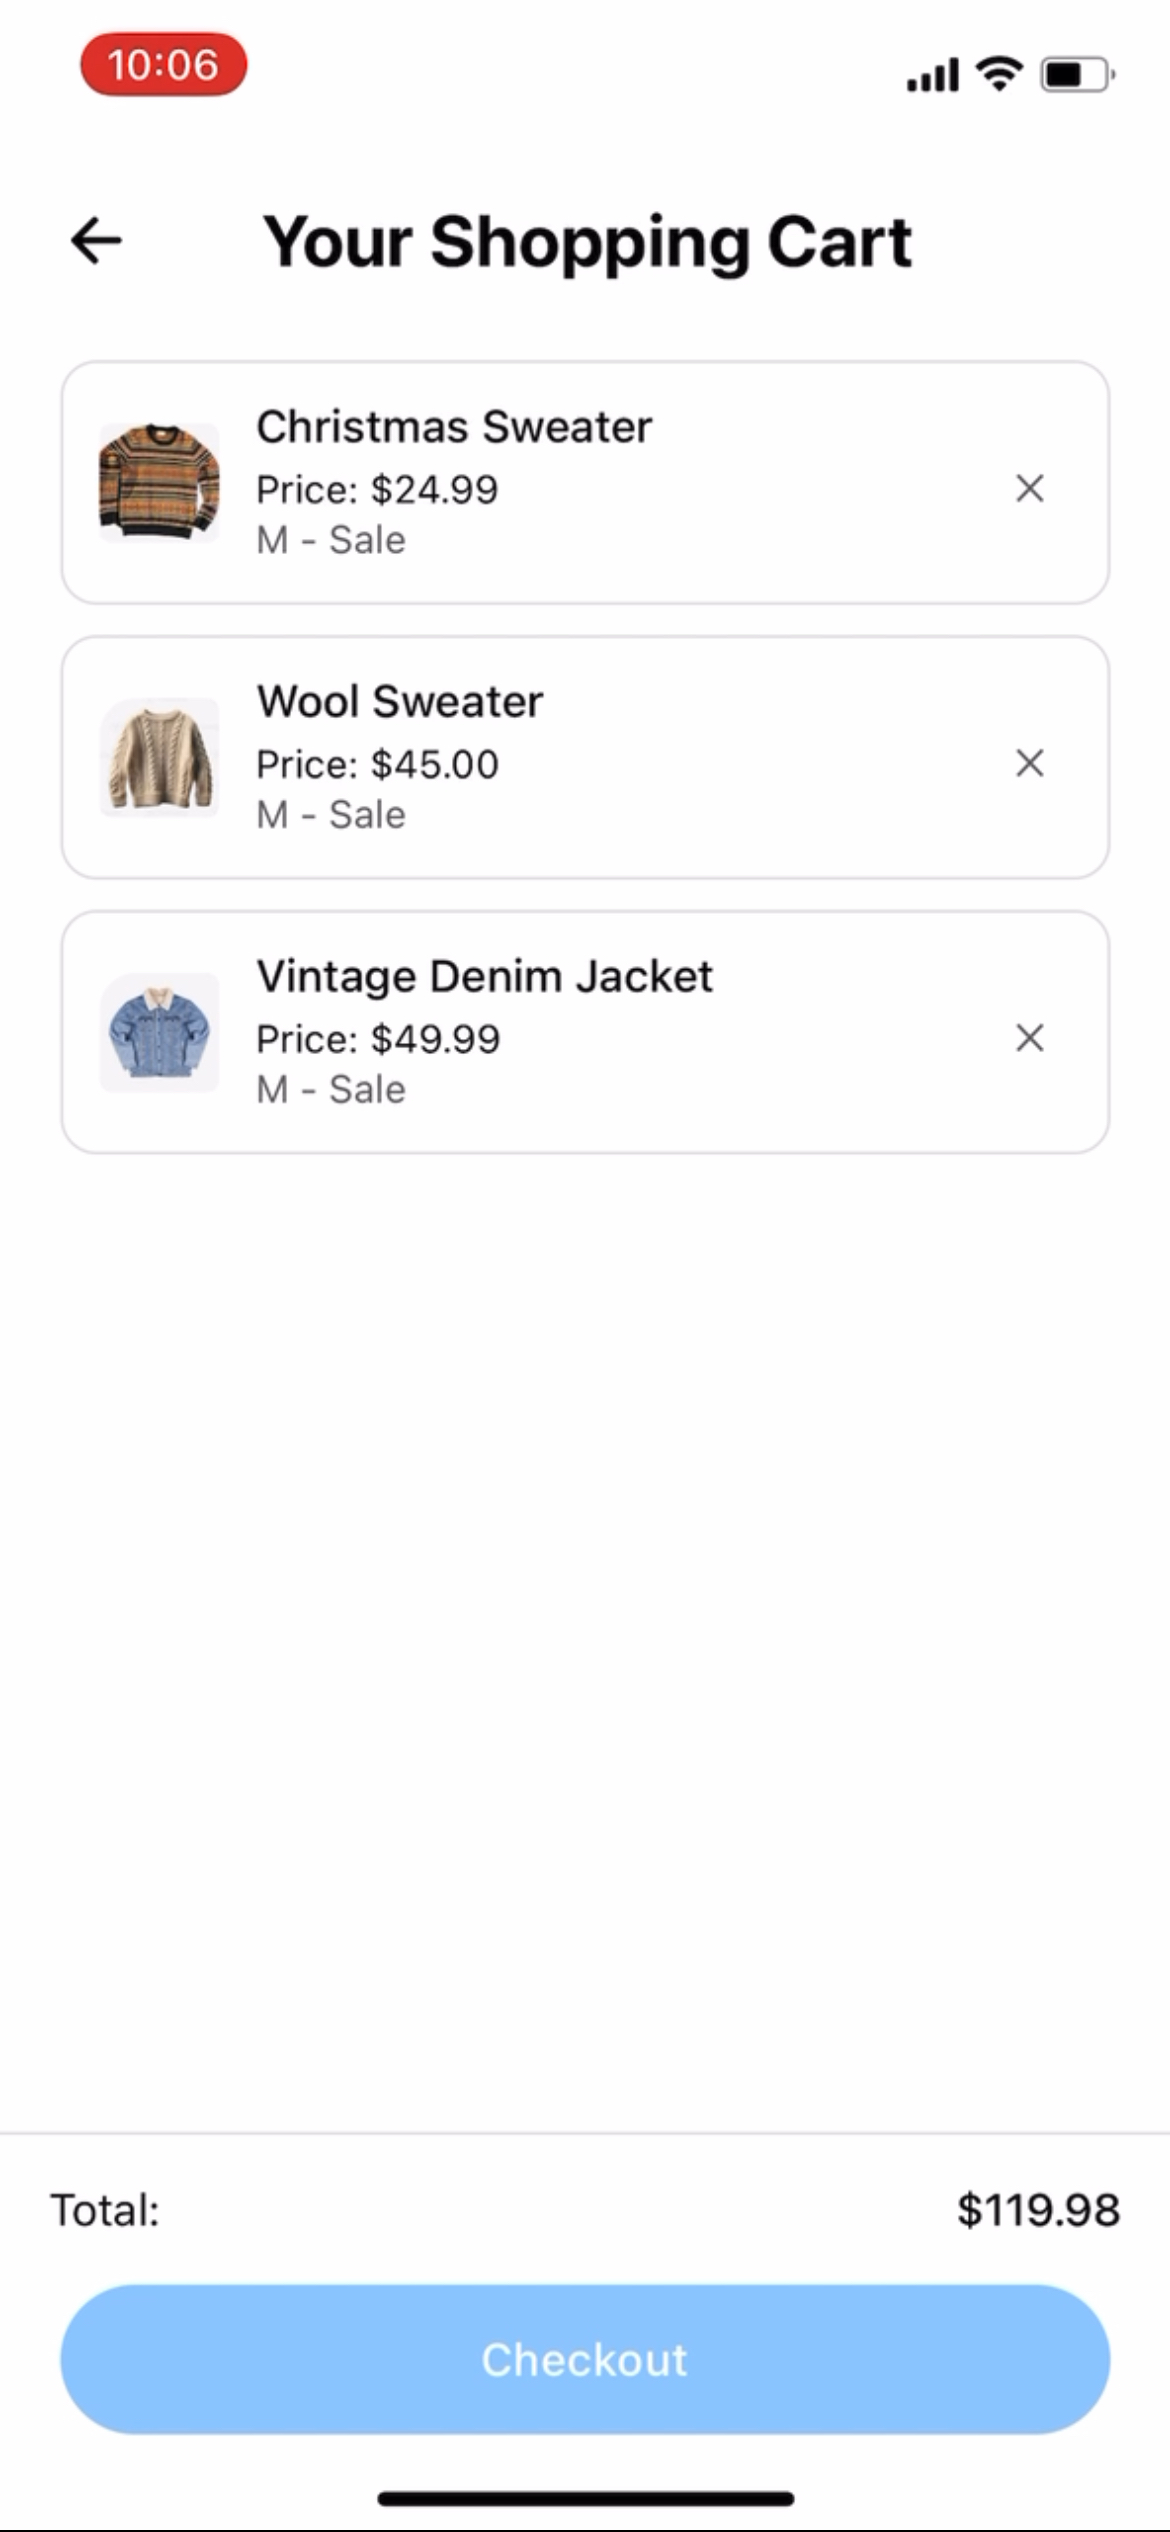 10:06
Your Shopping Cart
Christmas Sweater
Price: $24.99
M - Sale
Wool Sweater
Price: $45.00
M - Sale
Vintage Denim Jacket
Price: $49.99
M - Sale
Total: $119.98
Checkout